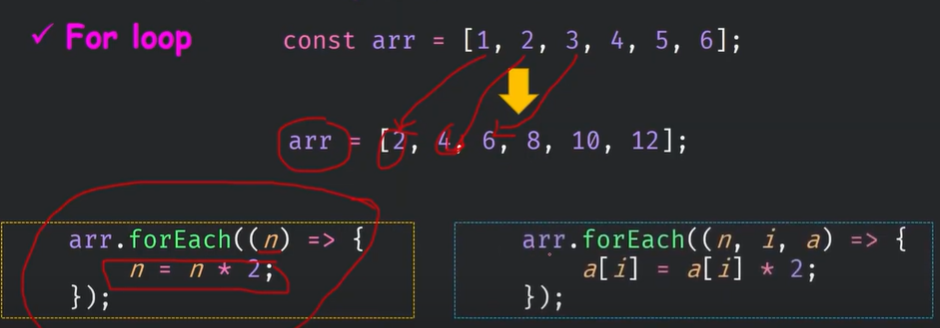 ✓ For loop
const arr = [1, 2, 3, 4, 5, 6];
arr = [2, 4, 6, 8, 10, 12];
arr.forEach((n) => {
n = n * 2;
});
arr.forEach((n, i, a) => {
a[i] = a[i] * 2;
});